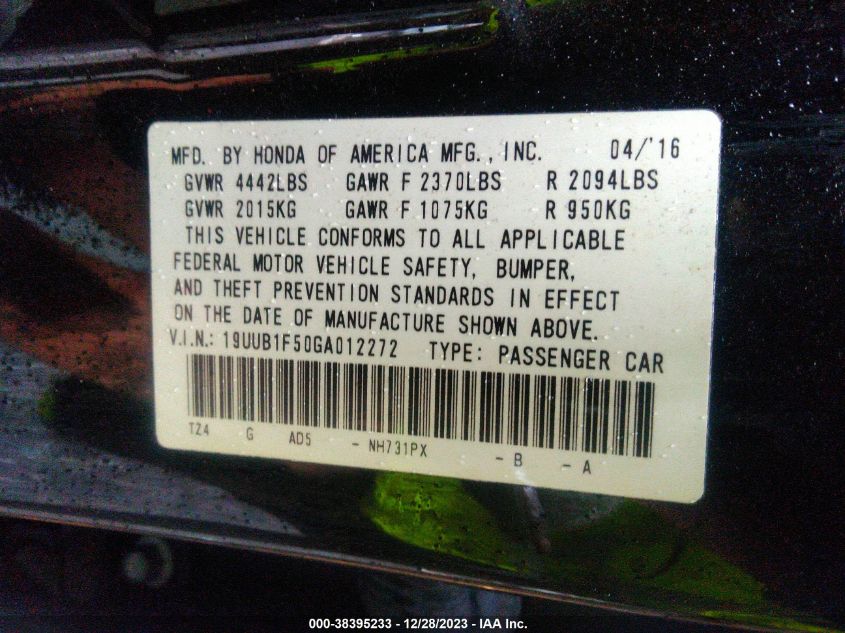 MFD. BY HONDA OF AMERICA MFG., INC. 04/'16
GVWR 4442LBS GAWR F 2370LBS R 2094LBS
GVWR 2015KG GAWR F 1075KG R 950KG
THIS VEHICLE CONFORMS TO ALL APPLICABLE
FEDERAL MOTOR VEHICLE SAFETY, BUMPER,
AND THEFT PREVENTION STANDARDS IN EFFECT
ON THE DATE OF MANUFACTURE SHOWN ABOVE.
V.I.N.: 19UUB1F50GA012272 TYPE: PASSENGER CAR
TZ4 G AD5 - NH731PX - B - A
000-38395233 - 12/28/2023 - IAA Inc.